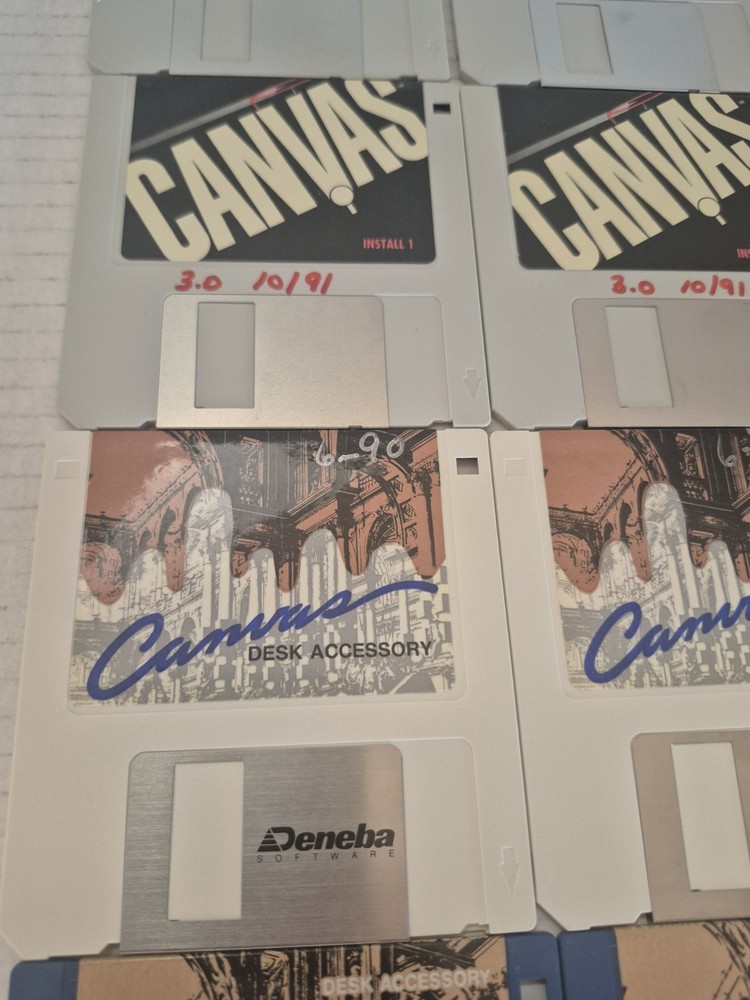 CANVAS
INSTALL 1
3.0 10/91
CANVAS
3.0 10/91
6-90
Canvas
DESK ACCESSORY
Deneba
SOFTWARE
DESK ACCESSORY